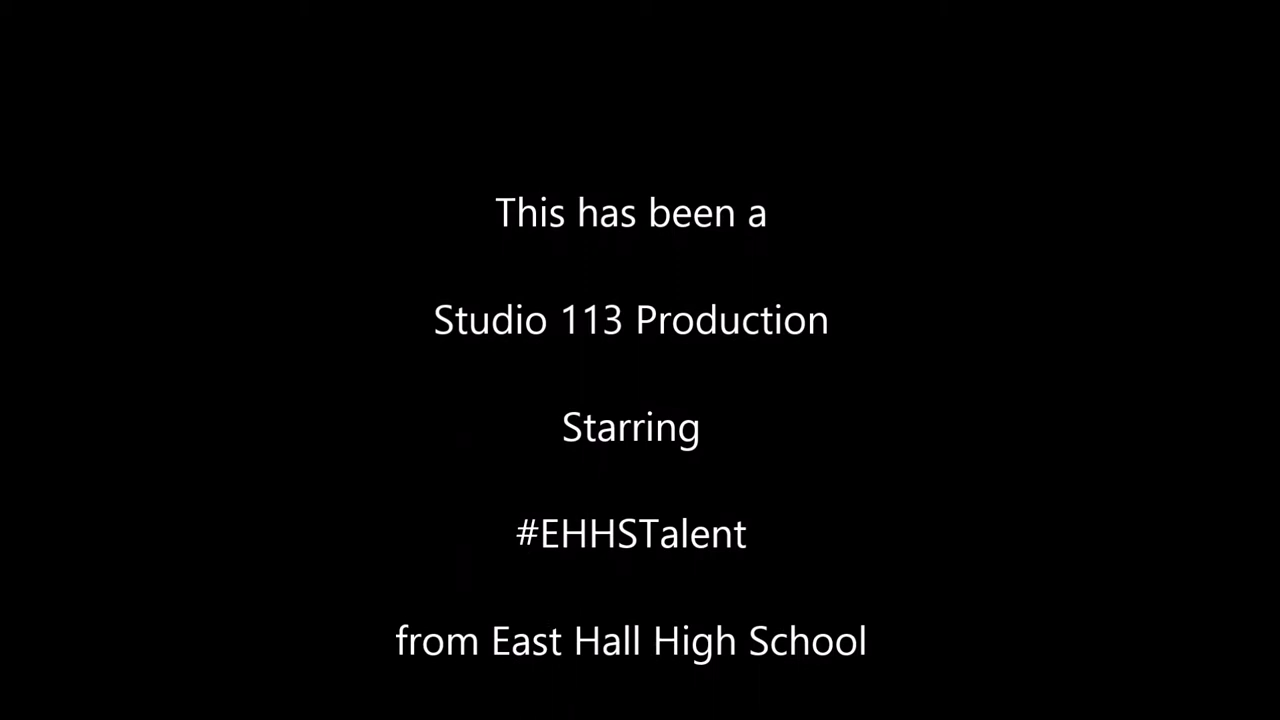 This has been a
Studio 113 Production
Starring
#EHHSTalent
from East Hall High School